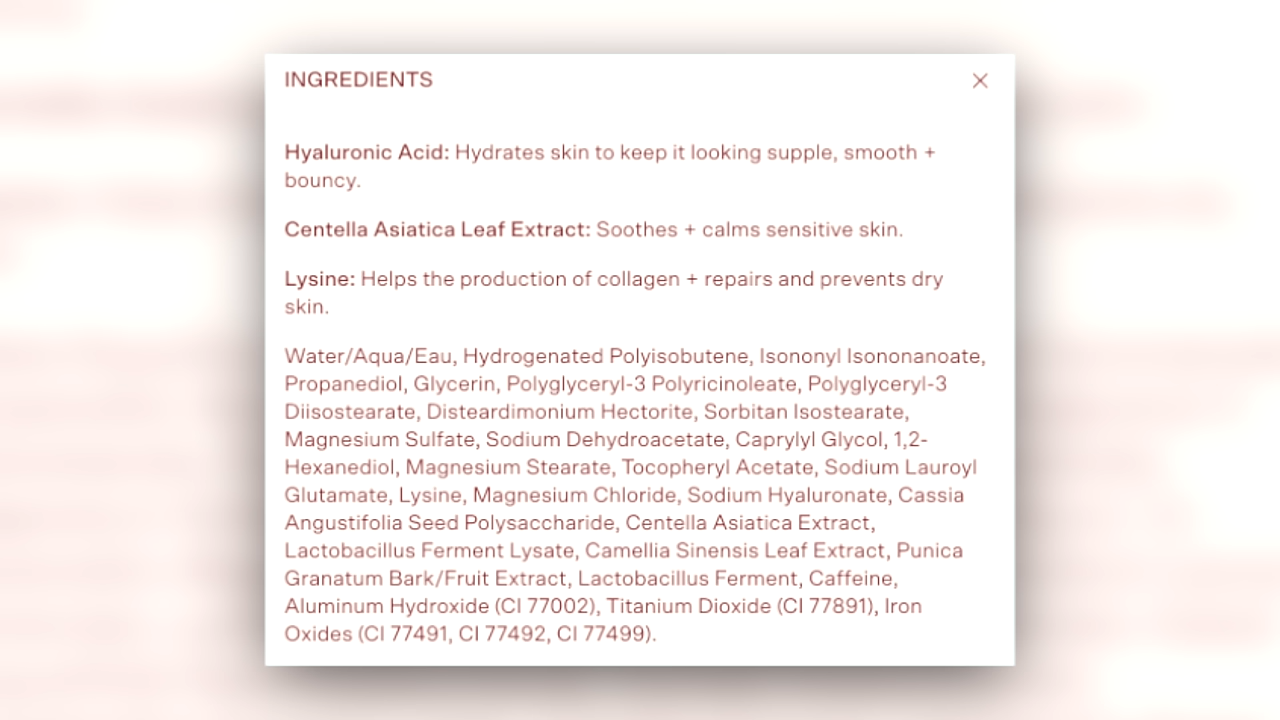 INGREDIENTS
Hyaluronic Acid: Hydrates skin to keep it looking supple, smooth +
bouncy.
Centella Asiatica Leaf Extract: Soothes + calms sensitive skin.
Lysine: Helps the production of collagen + repairs and prevents dry
skin.
Water/Aqua/Eau, Hydrogenated Polyisobutene, Isononyl Isononanoate,
Propanediol, Glycerin, Polyglyceryl-3 Polyricinoleate, Polyglyceryl-3
Diisostearate, Disteardimonium Hectorite, Sorbitan Isostearate,
Magnesium Sulfate, Sodium Dehydroacetate, Caprylyl Glycol, 1,2-
Hexanediol, Magnesium Stearate, Tocopheryl Acetate, Sodium Lauroyl
Glutamate, Lysine, Magnesium Chloride, Sodium Hyaluronate, Cassia
Angustifolia Seed Polysaccharide, Centella Asiatica Extract,
Lactobacillus Ferment Lysate, Camellia Sinensis Leaf Extract, Punica
Granatum Bark/Fruit Extract, Lactobacillus Ferment, Caffeine,
Aluminum Hydroxide (CI 77002), Titanium Dioxide (CI 77891), Iron
Oxides (CI 77491, CI 77492, CI 77499).